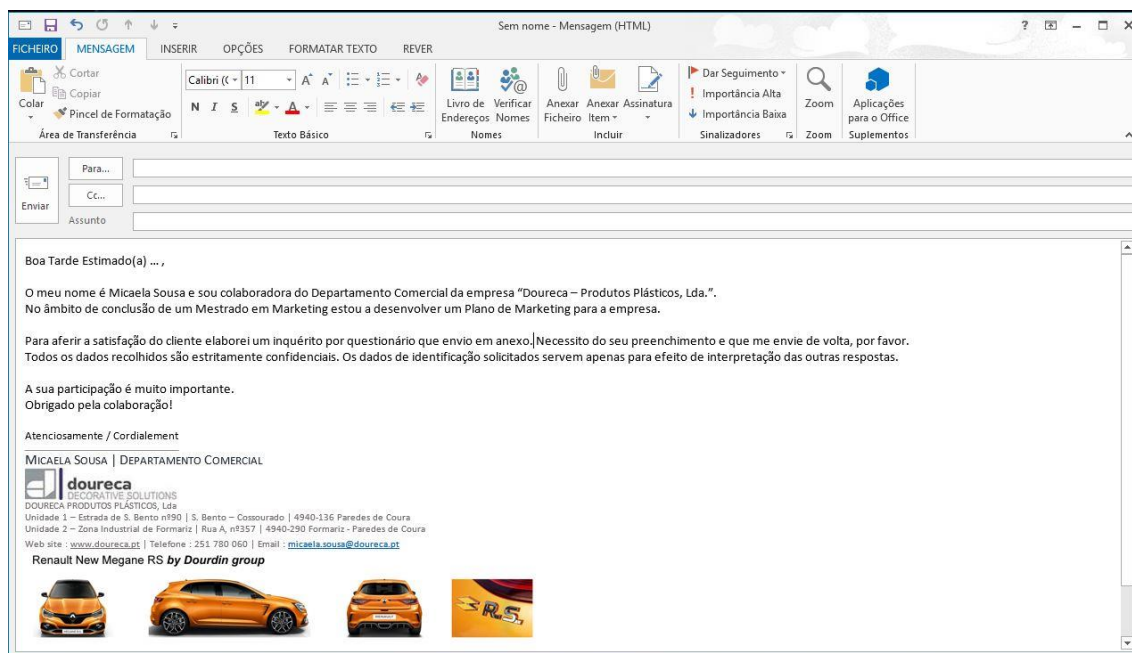 Sem nome - Mensagem (HTML)
FICHEIRO MENSAGEM INSERIR OPÇÕES FORMATAR TEXTO REVER
Colar
Cortar
Copiar
Pincel de Formatação
Área de Transferência
Calibri (C 11
N I S
Texto Básico
Livro de Endereços
Verificar Nomes
Nomes
Anexar Ficheiro
Anexar Item
Assinatura
Incluir
Dar Seguimento
Importância Alta
Importância Baixa
Sinalizadores
Zoom
Zoom
Aplicações para o Office
Suplementos
Enviar
Para...
Cc...
Assunto
Boa Tarde Estimado(a) ... ,
O meu nome é Micaela Sousa e sou colaboradora do Departamento Comercial da empresa “Doureca – Produtos Plásticos, Lda.”.
No âmbito de conclusão de um Mestrado em Marketing estou a desenvolver um Plano de Marketing para a empresa.
Para aferir a satisfação do cliente elaborei um inquérito por questionário que envio em anexo. Necessito do seu preenchimento e que me envie de volta, por favor.
Todos os dados recolhidos são estritamente confidenciais. Os dados de identificação solicitados servem apenas para efeito de interpretação das outras respostas.
A sua participação é muito importante.
Obrigado pela colaboração!
Atenciosamente / Cordialement
MICAELA SOUSA | DEPARTAMENTO COMERCIAL
doureca
DECORATIVE SOLUTIONS
DOURECA PRODUTOS PLÁSTICOS, Lda
Unidade 1 – Estrada de S. Bento nº90 | S. Bento – Cossourado | 4940-136 Paredes de Coura
Unidade 2 – Zona Industrial de Formariz | Rua A, nº357 | 4940-290 Formariz - Paredes de Coura
Web site : www.doureca.pt | Telefone : 251 780 060 | Email : micaela.sousa@doureca.pt
Renault New Megane RS by Dourdin group
R.S.